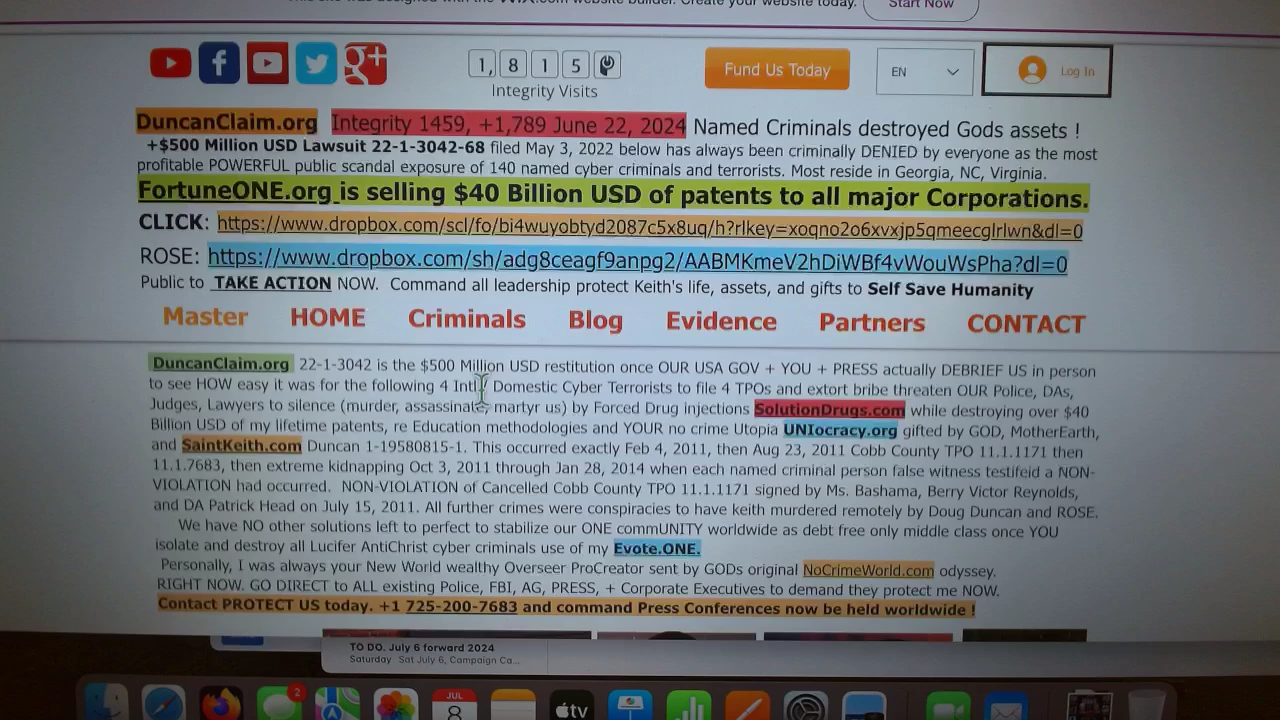 This site was designed with the WIX.com website builder. Create your website today. Start Now
1,815
Integrity Visits
Fund Us Today
EN
Log In
DuncanClaim.org Integrity 1459, +1,789 June 22, 2024 Named Criminals destroyed Gods assets !
+$500 Million USD Lawsuit 22-1-3042-68 filed May 3, 2022 below has always been criminally DENIED by everyone as the most
profitable POWERFUL public scandal exposure of 140 named cyber criminals and terrorists. Most reside in Georgia, NC, Virginia.
FortuneONE.org is selling $40 Billion USD of patents to all major Corporations.
CLICK: https://www.dropbox.com/scl/fo/bi4wuyobtyd2087c5x8uq/h?rlkey=xoqno2o6xvxjp5qmeecglrlwn&dl=0
ROSE: https://www.dropbox.com/sh/adg8ceagf9anpg2/AABMKmeV2hDiWBf4vWouWsPha?dl=0
Public to TAKE ACTION NOW. Command all leadership protect Keith's life, assets, and gifts to Self Save Humanity
Master HOME Criminals Blog Evidence Partners CONTACT
DuncanClaim.org 22-1-3042 is the $500 Million USD restitution once OUR USA GOV + YOU + PRESS actually DEBRIEF US in person
to see HOW easy it was for the following 4 Intl / Domestic Cyber Terrorists to file 4 TPOs and extort bribe threaten OUR Police, DAs,
Judges, Lawyers to silence (murder, assassinate, martyr us) by Forced Drug injections SolutionDrugs.com while destroying over $40
Billion USD of my lifetime patents, re Education methodologies and YOUR no crime Utopia UNIocracy.org gifted by GOD, MotherEarth,
and SaintKeith.com Duncan 1-19580815-1. This occurred exactly Feb 4, 2011, then Aug 23, 2011 Cobb County TPO 11.1.1171 then
11.1.7683, then extreme kidnapping Oct 3, 2011 through Jan 28, 2014 when each named criminal person false witness testifeid a NON-
VIOLATION had occurred. NON-VIOLATION of Cancelled Cobb County TPO 11.1.1171 signed by Ms. Bashama, Berry Victor Reynolds,
and DA Patrick Head on July 15, 2011. All further crimes were conspiracies to have keith murdered remotely by Doug Duncan and ROSE.
We have NO other solutions left to perfect to stabilize our ONE commUNITY worldwide as debt free only middle class once YOU
isolate and destroy all Lucifer AntiChrist cyber criminals use of my Evote.ONE.
Personally, I was always your New World wealthy Overseer ProCreator sent by GODs original NoCrimeWorld.com odyssey.
RIGHT NOW. GO DIRECT to ALL existing Police, FBI, AG, PRESS, + Corporate Executives to demand they protect me NOW.
Contact PROTECT US today. +1 725-200-7683 and command Press Conferences now be held worldwide !
TO DO. July 6 forward 2024
Saturday Sat July 6, Campaign Ca...
2
JUL
8
tv